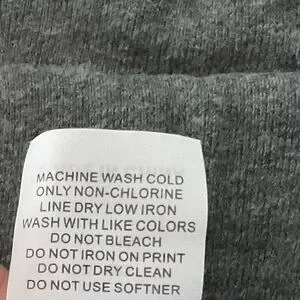 MACHINE WASH COLD
ONLY NON-CHLORINE
LINE DRY LOW IRON
WASH WITH LIKE COLORS
DO NOT BLEACH
DO NOT IRON ON PRINT
DO NOT DRY CLEAN
DO NOT USE SOFTNER